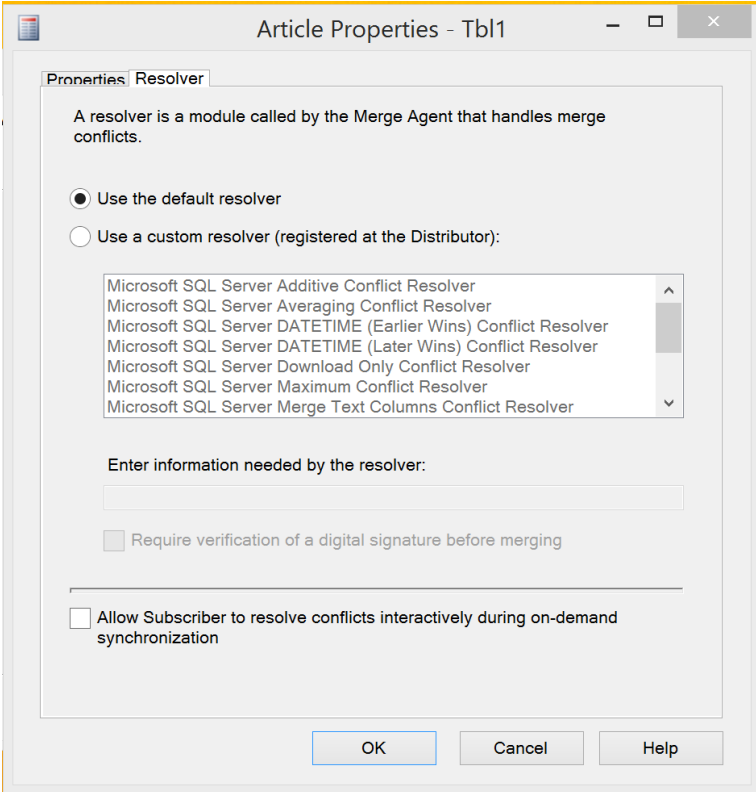 Article Properties - Tbl1
Properties
Resolver
A resolver is a module called by the Merge Agent that handles merge
conflicts.
Use the default resolver
Use a custom resolver (registered at the Distributor):
Microsoft SQL Server Additive Conflict Resolver
Microsoft SQL Server Averaging Conflict Resolver
Microsoft SQL Server DATETIME (Earlier Wins) Conflict Resolver
Microsoft SQL Server DATETIME (Later Wins) Conflict Resolver
Microsoft SQL Server Download Only Conflict Resolver
Microsoft SQL Server Maximum Conflict Resolver
Microsoft SQL Server Merge Text Columns Conflict Resolver
Enter information needed by the resolver:
Require verification of a digital signature before merging
Allow Subscriber to resolve conflicts interactively during on-demand
synchronization
OK
Cancel
Help